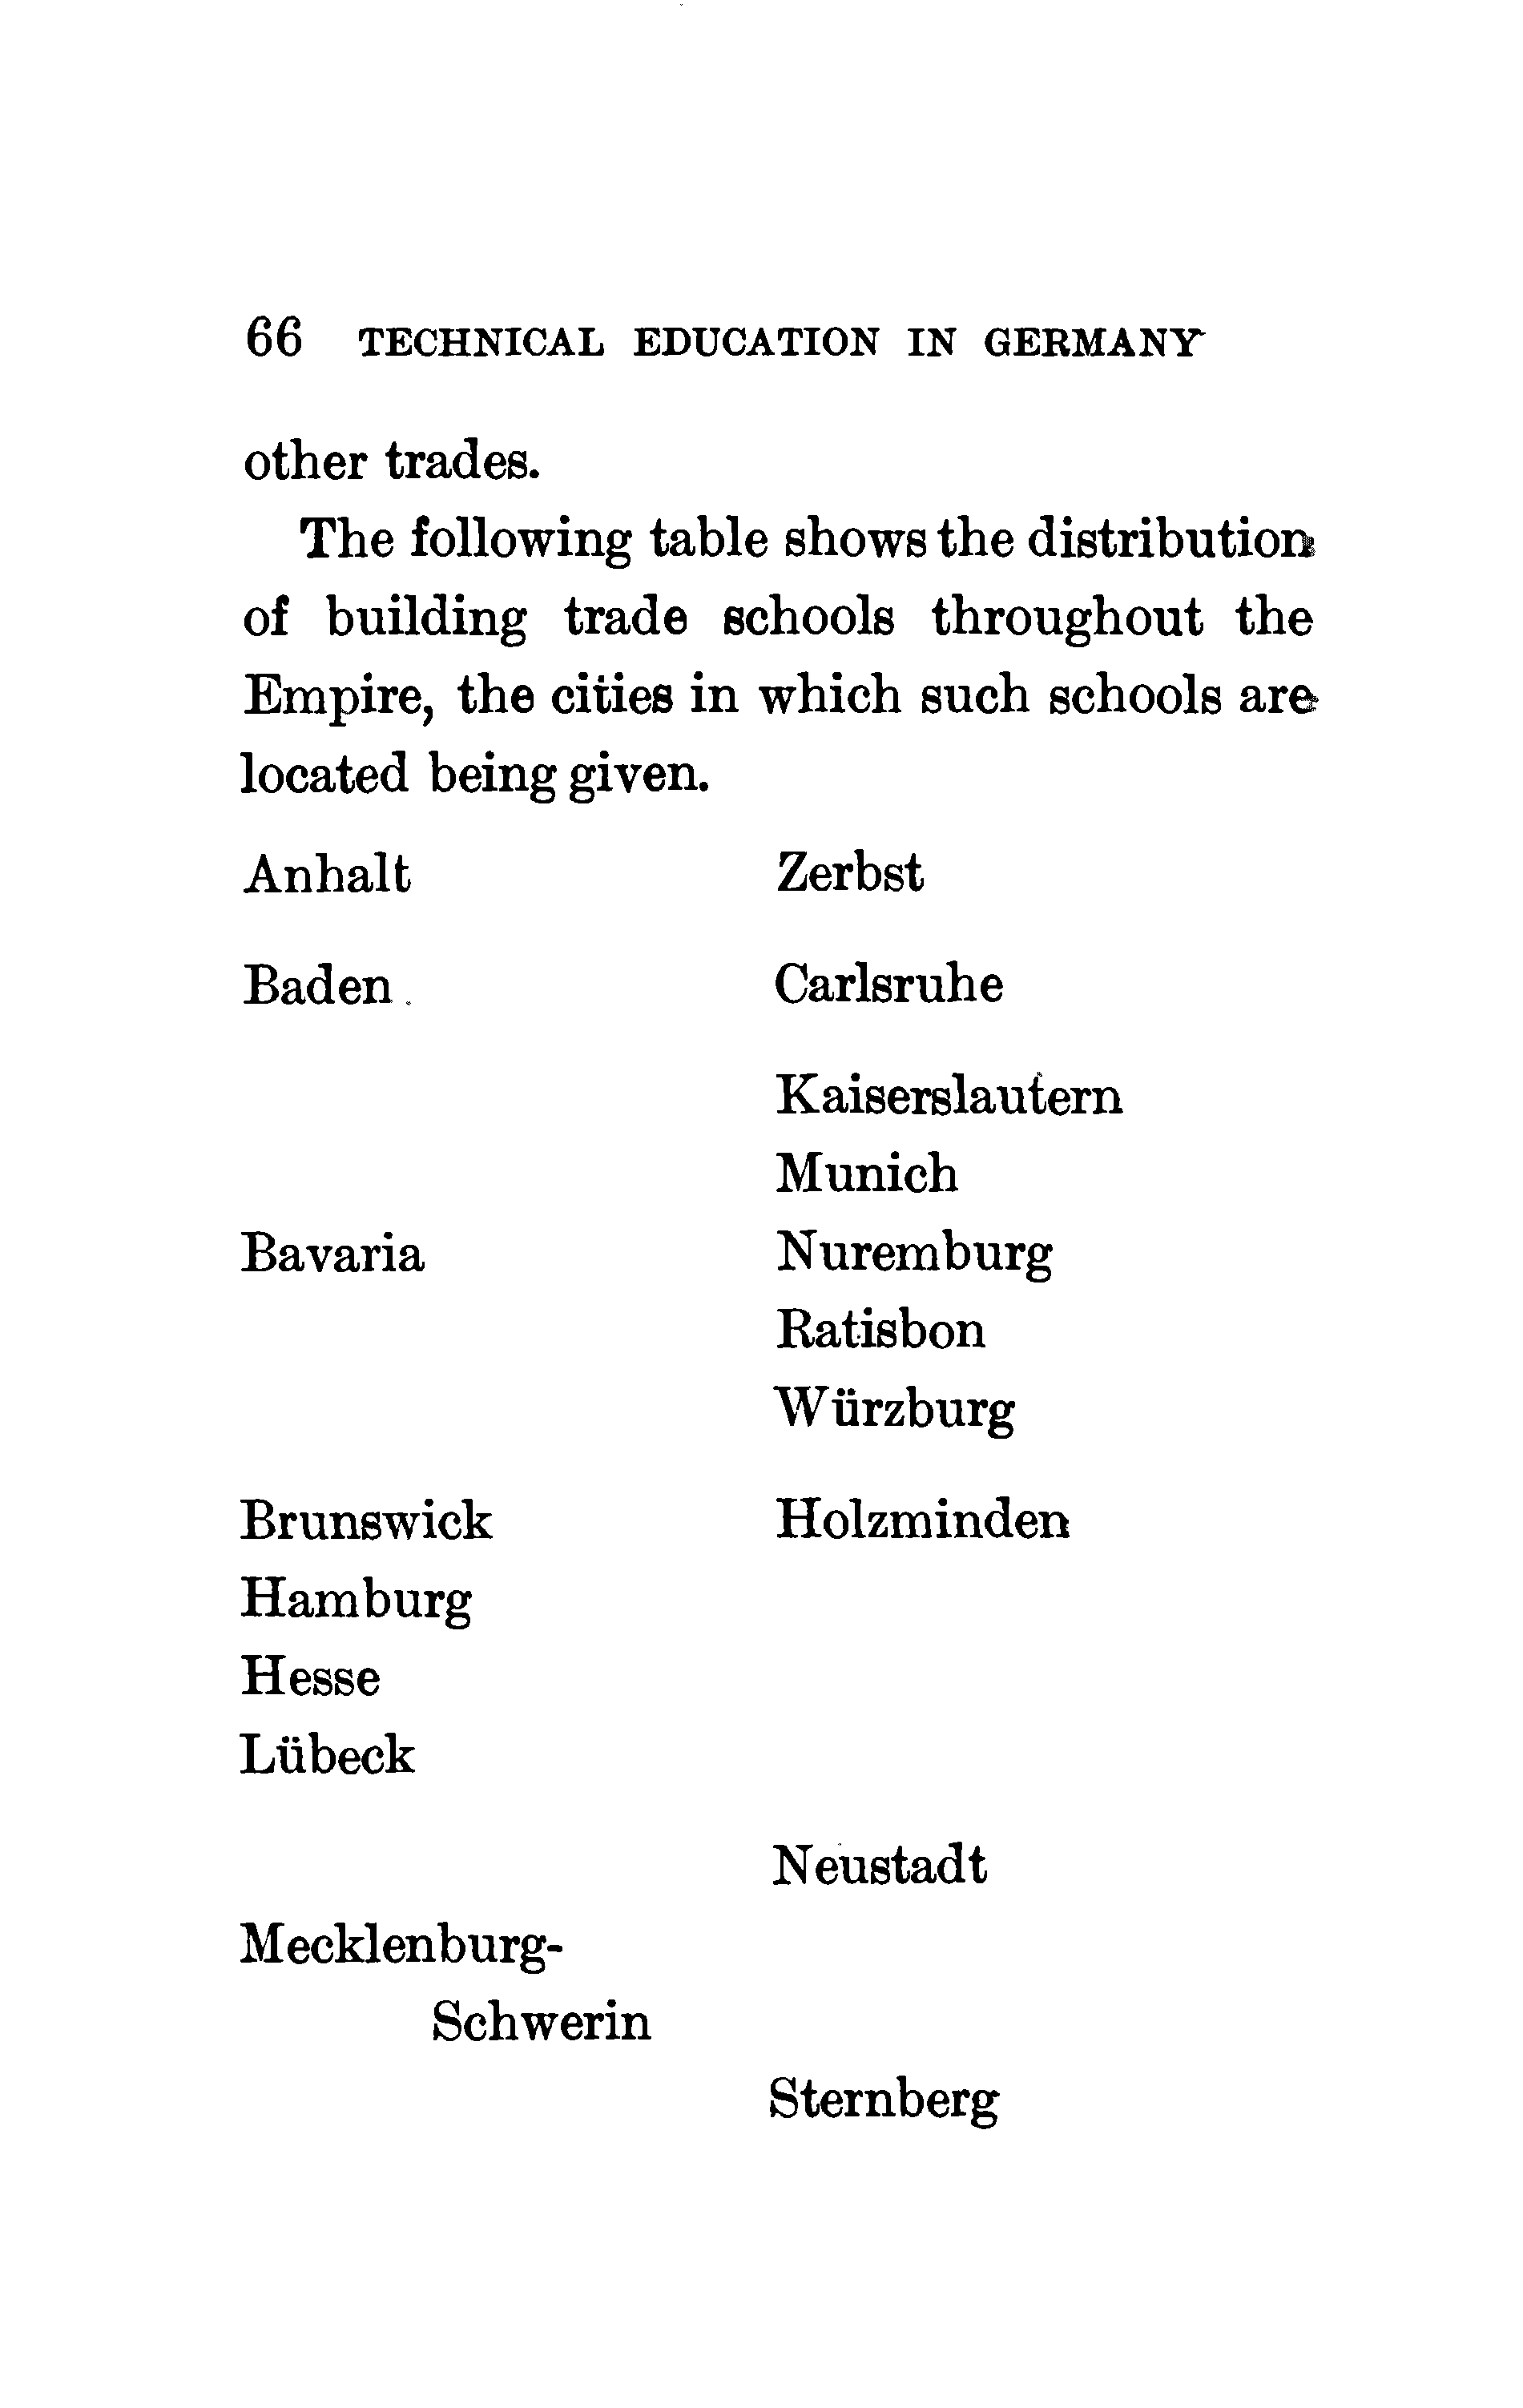 66 TECHNICAL EDUCATION IN GERMANY
other trades.
The following table shows the distribution
of building trade schools throughout the
Empire, the cities in which such schools are
located being given.
Anhalt Zerbst
Baden Carlsruhe
Kaiserslautern
Munich
Bavaria Nuremburg
Ratisbon
Würzburg
Brunswick Holzminden
Hamburg
Hesse
Lübeck
Neustadt
Mecklenburg-
Schwerin
Sternberg